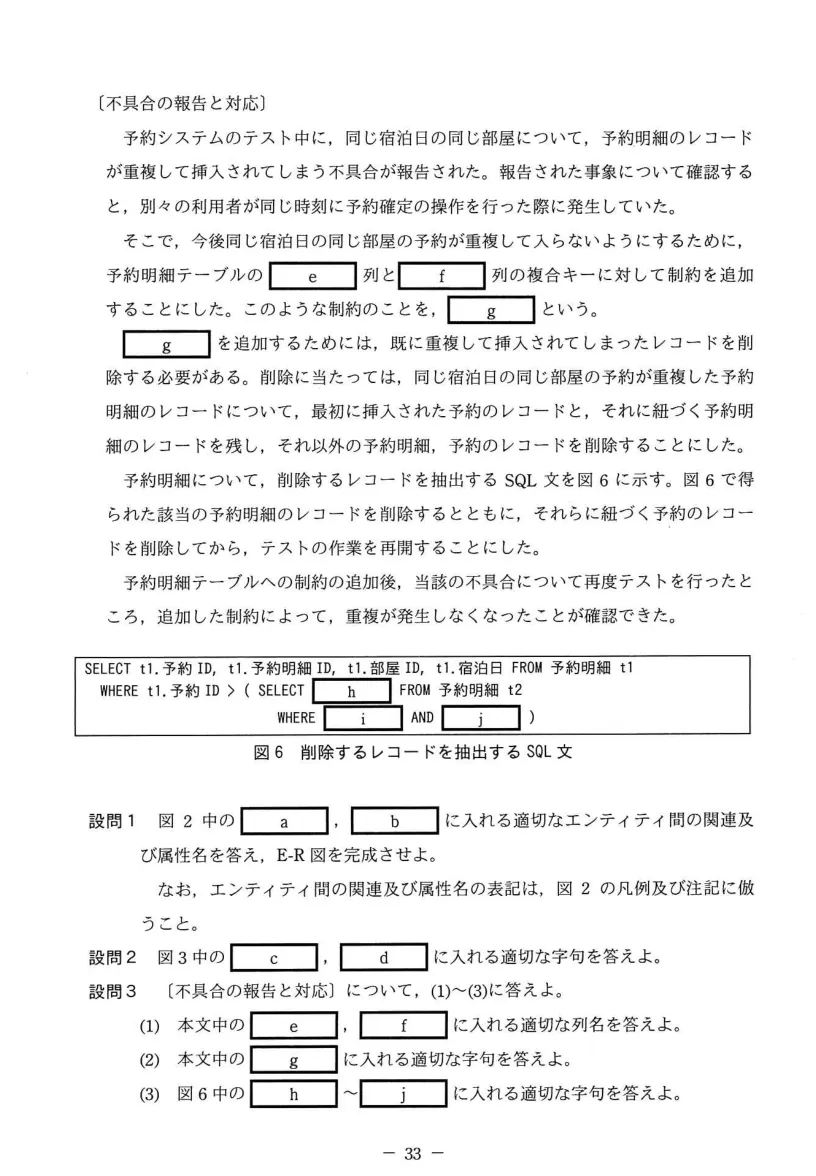 〔不具合の報告と対応〕
予約システムのテスト中に，同じ宿泊日の同じ部屋について，予約明細のレコード
が重複して挿入されてしまう不具合が報告された。報告された事象について確認する
と，別々の利用者が同じ時刻に予約確定の操作を行った際に発生していた。
そこで，今後同じ宿泊日の同じ部屋の予約が重複して入らないようにするために，
予約明細テーブルの e 列と f 列の複合キーに対して制約を追加
することにした。このような制約のことを， g という。
g を追加するためには，既に重複して挿入されてしまったレコードを削
除する必要がある。削除に当たっては，同じ宿泊日の同じ部屋の予約が重複した予約
明細のレコードについて，最初に挿入された予約のレコードと，それに紐づく予約明
細のレコードを残し，それ以外の予約明細，予約のレコードを削除することにした。
予約明細について，削除するレコードを抽出する SQL 文を図 6 に示す。図 6 で得
られた該当の予約明細のレコードを削除するとともに，それらに紐づく予約のレコー
ドを削除してから，テストの作業を再開することにした。
予約明細テーブルへの制約の追加後，当該の不具合について再度テストを行ったと
ころ，追加した制約によって，重複が発生しなくなったことが確認できた。
SELECT t1.予約 ID, t1.予約明細 ID, t1.部屋 ID, t1.宿泊日 FROM 予約明細 t1
WHERE t1.予約 ID > ( SELECT h FROM 予約明細 t2
WHERE i AND j )
図 6 削除するレコードを抽出する SQL 文
設問1 図 2 中の a ， b に入れる適切なエンティティ間の関連及
び属性名を答え，E-R 図を完成させよ。
なお，エンティティ間の関連及び属性名の表記は，図 2 の凡例及び注記に倣
うこと。
設問2 図 3 中の c ， d に入れる適切な字句を答えよ。
設問3 〔不具合の報告と対応〕について，(1)～(3)に答えよ。
(1) 本文中の e ， f に入れる適切な列名を答えよ。
(2) 本文中の g に入れる適切な字句を答えよ。
(3) 図 6 中の h ～ j に入れる適切な字句を答えよ。
－ 33 －